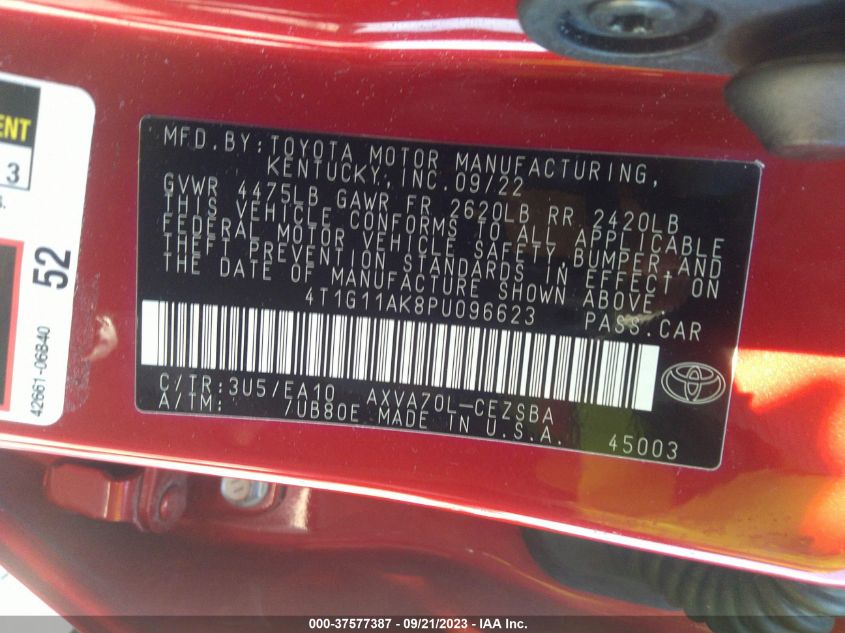 ENT
3
S.
52
42661-06B40
MFD.BY:TOYOTA MOTOR MANUFACTURING,
KENTUCKY, INC. 09/22
GVWR 4475LB GAWR FR 2620LB RR 2420LB
THIS VEHICLE CONFORMS TO ALL APPLICABLE
FEDERAL MOTOR VEHICLE SAFETY, BUMPER, AND
THEFT PREVENTION STANDARDS IN EFFECT ON
THE DATE OF MANUFACTURE SHOWN ABOVE.
4T1G11AK8PU096623 PASS.CAR
C/TR:3U5/EA10 AXVA70L-CEZSBA
A/TM: /UB80E MADE IN U.S.A. 45003
000-37577387 - 09/21/2023 - IAA Inc.